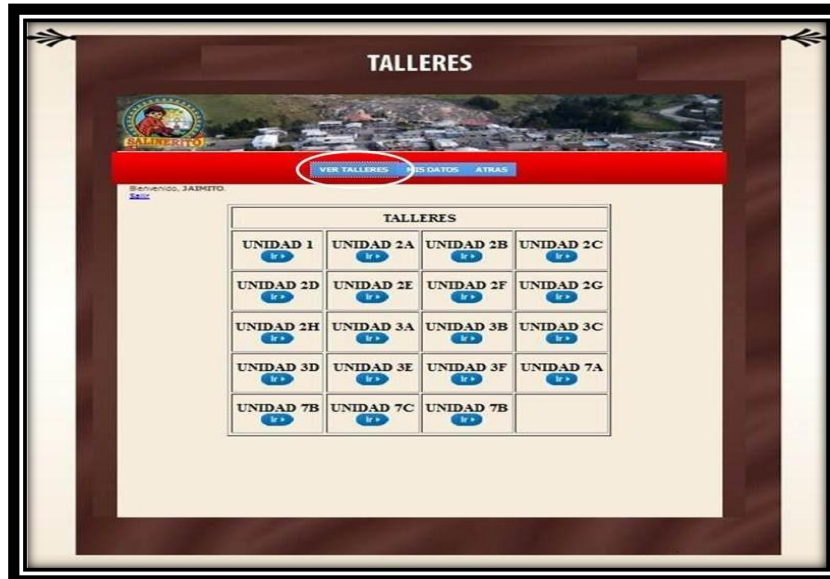 TALLERES
SALINERITO
VER TALLERES MIS DATOS ATRAS
Bienvenido, JAIMITO.
Salir
TALLERES
UNIDAD 1 UNIDAD 2A UNIDAD 2B UNIDAD 2C
Ir Ir Ir Ir
UNIDAD 2D UNIDAD 2E UNIDAD 2F UNIDAD 2G
Ir Ir Ir Ir
UNIDAD 2H UNIDAD 3A UNIDAD 3B UNIDAD 3C
Ir Ir Ir Ir
UNIDAD 3D UNIDAD 3E UNIDAD 3F UNIDAD 7A
Ir Ir Ir Ir
UNIDAD 7B UNIDAD 7C UNIDAD 7B
Ir Ir Ir